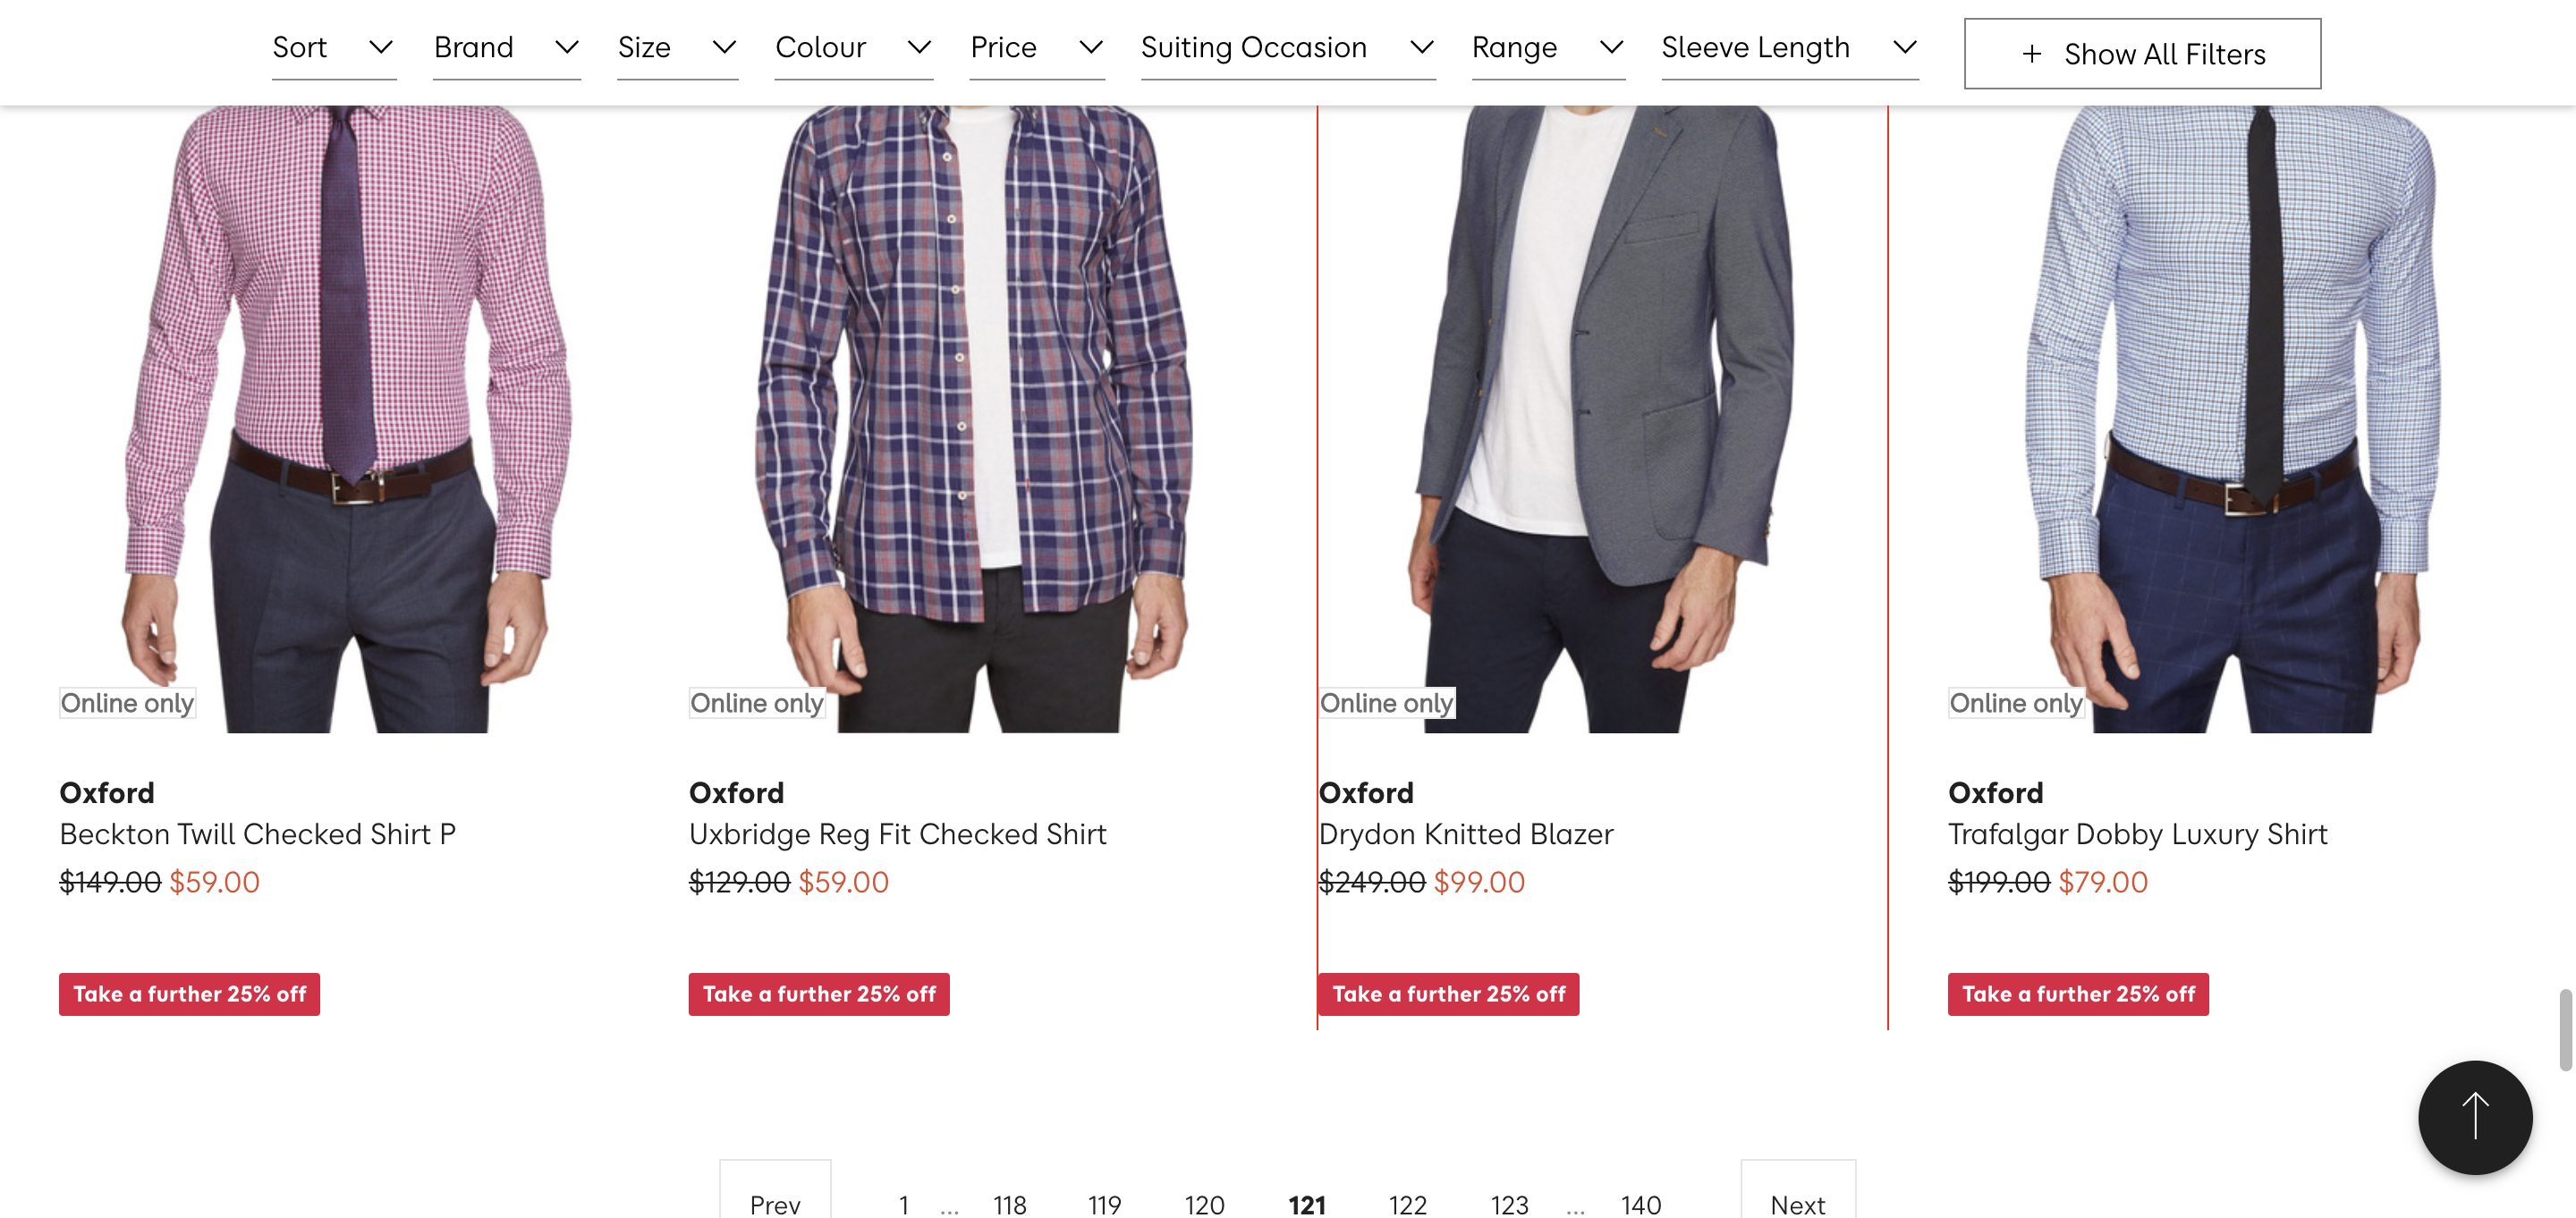 Sort Brand Size Colour Price Suiting Occasion Range Sleeve Length + Show All Filters
Online only Online only Online only Online only
Oxford Oxford Oxford Oxford
Beckton Twill Checked Shirt P Uxbridge Reg Fit Checked Shirt Drydon Knitted Blazer Trafalgar Dobby Luxury Shirt
$149.00 $59.00 $129.00 $59.00 $249.00 $99.00 $199.00 $79.00
Take a further 25% off Take a further 25% off Take a further 25% off Take a further 25% off
Prev 1 ... 118 119 120 121 122 123 ... 140 Next